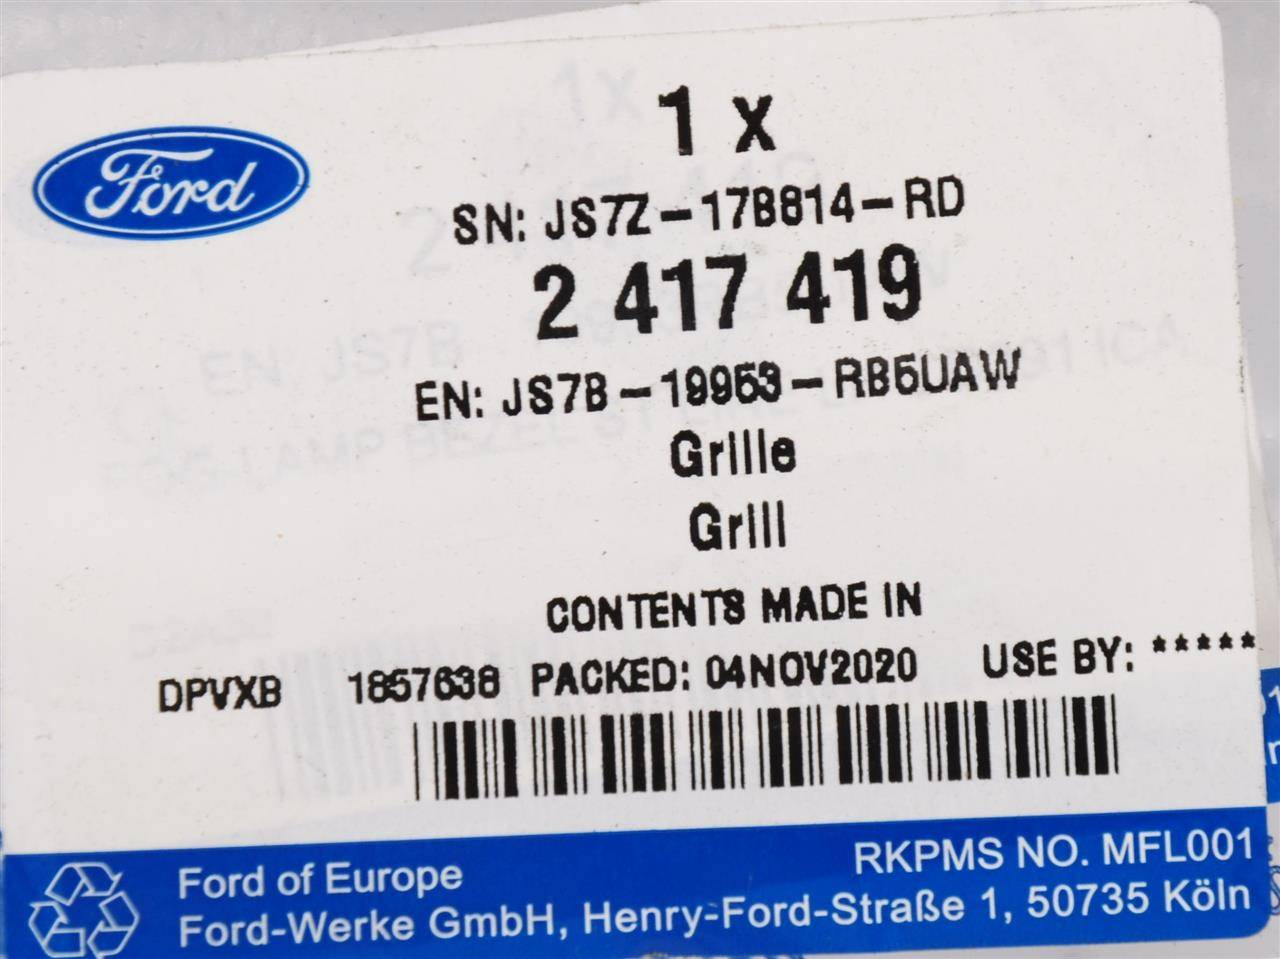 Ford
1 x
SN: JS7Z-17B814-RD
2 417 419
EN: JS7B-19953-RB5UAW
Grille
Grill
CONTENTS MADE IN
DPVXB 1857638 PACKED: 04NOV2020 USE BY: *****
RKPMS NO. MFL001
Ford of Europe
Ford-Werke GmbH, Henry-Ford-Straße 1, 50735 Köln